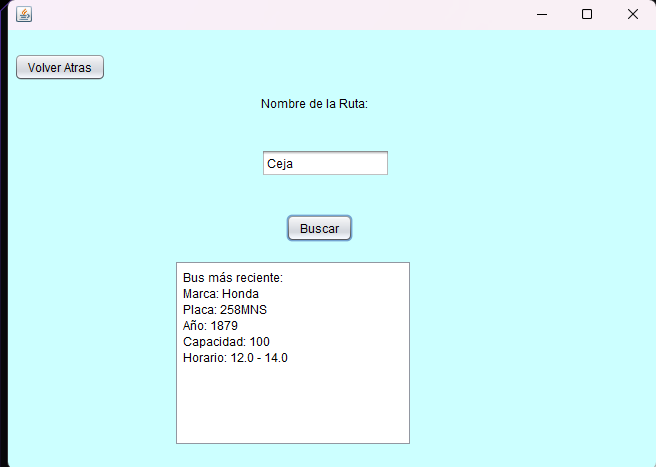 Volver Atras
Nombre de la Ruta:
Ceja
Buscar
Bus más reciente:
Marca: Honda
Placa: 258MNS
Año: 1879
Capacidad: 100
Horario: 12.0 - 14.0